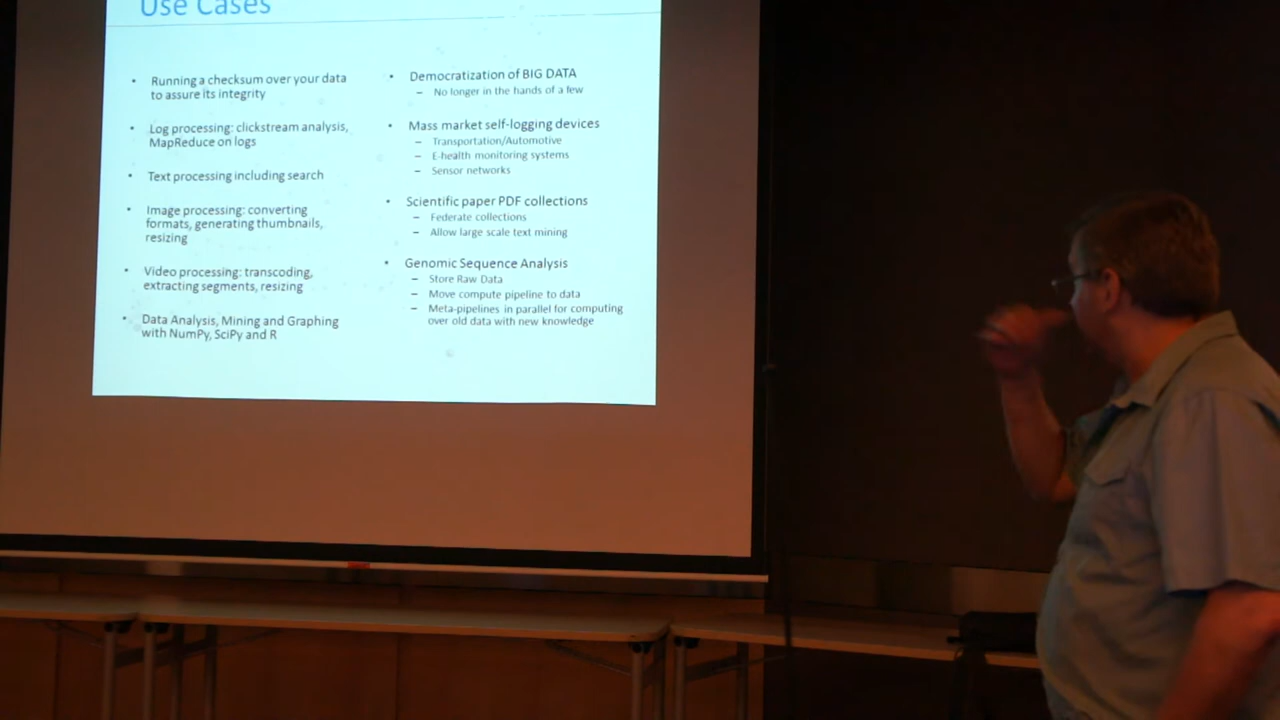 Use Cases
• Running a checksum over your data
to assure its integrity
• Log processing: clickstream analysis,
MapReduce on logs
• Text processing including search
• Image processing: converting
formats, generating thumbnails,
resizing
• Video processing: transcoding,
extracting segments, resizing
• Data Analysis, Mining and Graphing
with NumPy, SciPy and R
• Democratization of BIG DATA
– No longer in the hands of a few
• Mass market self-logging devices
– Transportation/Automotive
– E-health monitoring systems
– Sensor networks
• Scientific paper PDF collections
– Federate collections
– Allow large scale text mining
• Genomic Sequence Analysis
– Store Raw Data
– Move compute pipeline to data
– Meta-pipelines in parallel for computing
over old data with new knowledge